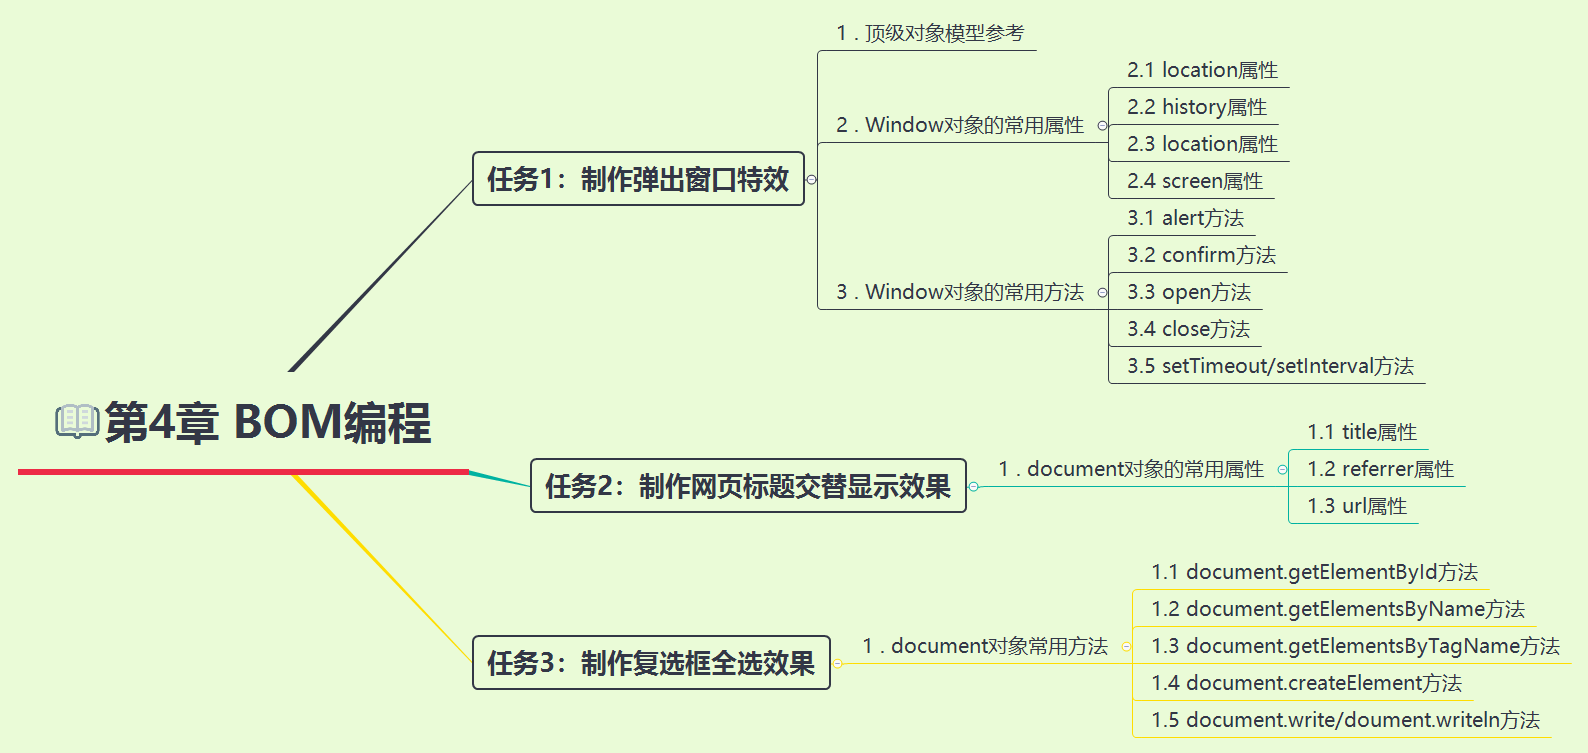 第4章 BOM编程
任务1：制作弹出窗口特效
1 . 顶级对象模型参考
2 . Window对象的常用属性
2.1 location属性
2.2 history属性
2.3 location属性
2.4 screen属性
3 . Window对象的常用方法
3.1 alert方法
3.2 confirm方法
3.3 open方法
3.4 close方法
3.5 setTimeout/setInterval方法
任务2：制作网页标题交替显示效果
1 . document对象的常用属性
1.1 title属性
1.2 referrer属性
1.3 url属性
任务3：制作复选框全选效果
1 . document对象常用方法
1.1 document.getElementById方法
1.2 document.getElementsByName方法
1.3 document.getElementsByTagName方法
1.4 document.createElement方法
1.5 document.write/doument.writeln方法